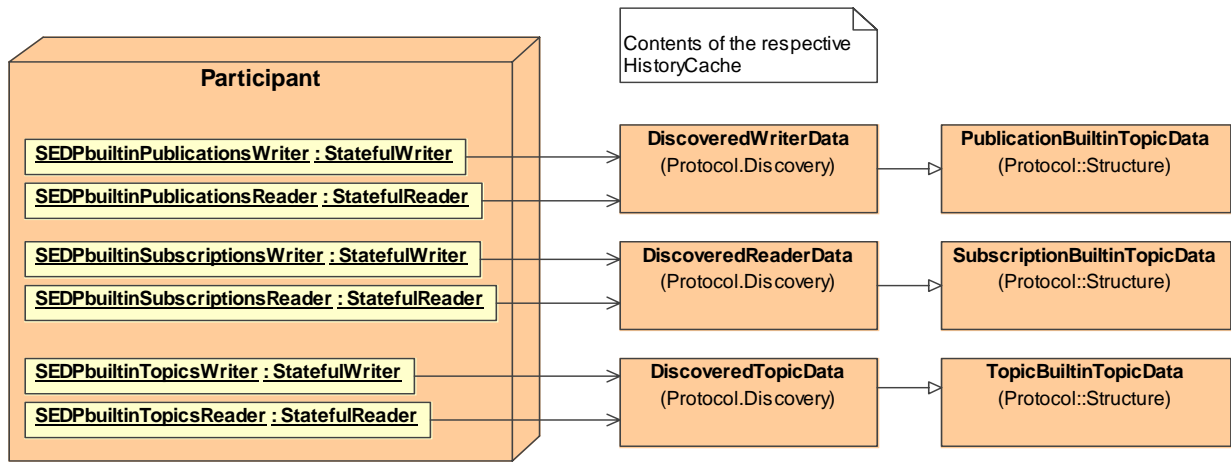 Contents of the respective
HistoryCache
Participant
SEDPbuiltinPublicationsWriter : StatefulWriter
SEDPbuiltinPublicationsReader : StatefulReader
SEDPbuiltinSubscriptionsWriter : StatefulWriter
SEDPbuiltinSubscriptionsReader : StatefulReader
SEDPbuiltinTopicsWriter : StatefulWriter
SEDPbuiltinTopicsReader : StatefulReader
DiscoveredWriterData
(Protocol.Discovery)
PublicationBuiltinTopicData
(Protocol::Structure)
DiscoveredReaderData
(Protocol.Discovery)
SubscriptionBuiltinTopicData
(Protocol::Structure)
DiscoveredTopicData
(Protocol.Discovery)
TopicBuiltinTopicData
(Protocol::Structure)